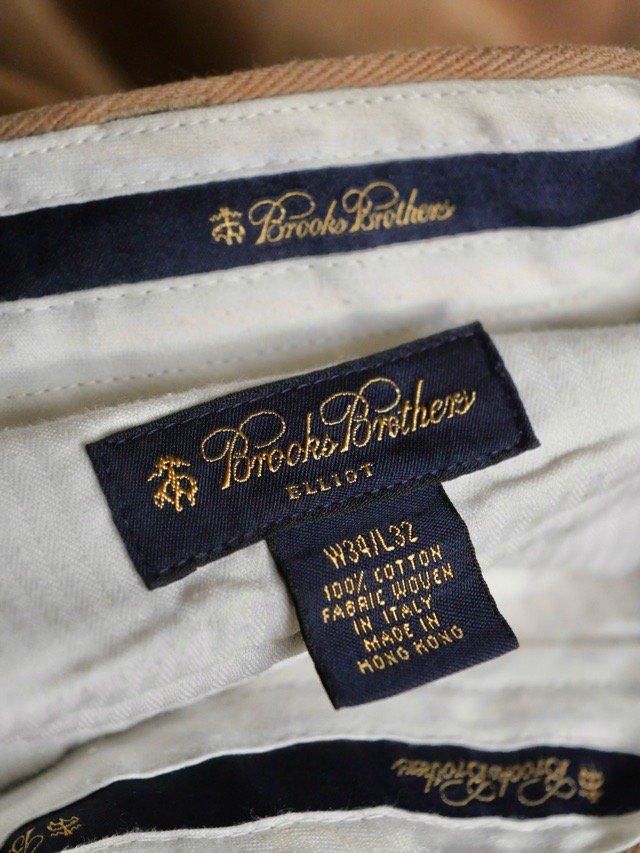 Brooks Brothers
Brooks Brothers
ELLIOT
W34/L32
100% COTTON
FABRIC WOVEN
IN ITALY
MADE IN
HONG KONG
Brooks Brothers
Br